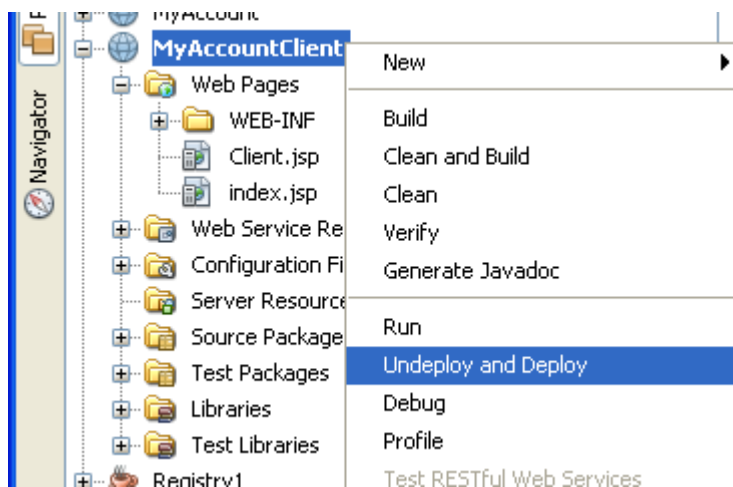 MyAccount
MyAccountClient
Web Pages
WEB-INF
Client.jsp
index.jsp
Web Service Re
Configuration Fi
Server Resource
Source Package
Test Packages
Libraries
Test Libraries
Registry1
Navigator
New
Build
Clean and Build
Clean
Verify
Generate Javadoc
Run
Undeploy and Deploy
Debug
Profile
Test RESTful Web Services